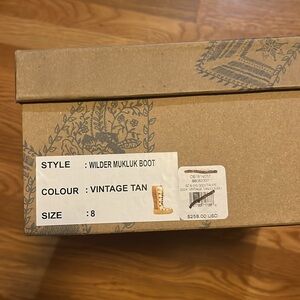 STYLE : WILDER MUKLUK BOOT
COLOUR : VINTAGE TAN
SIZE : 8
$258.00 USD